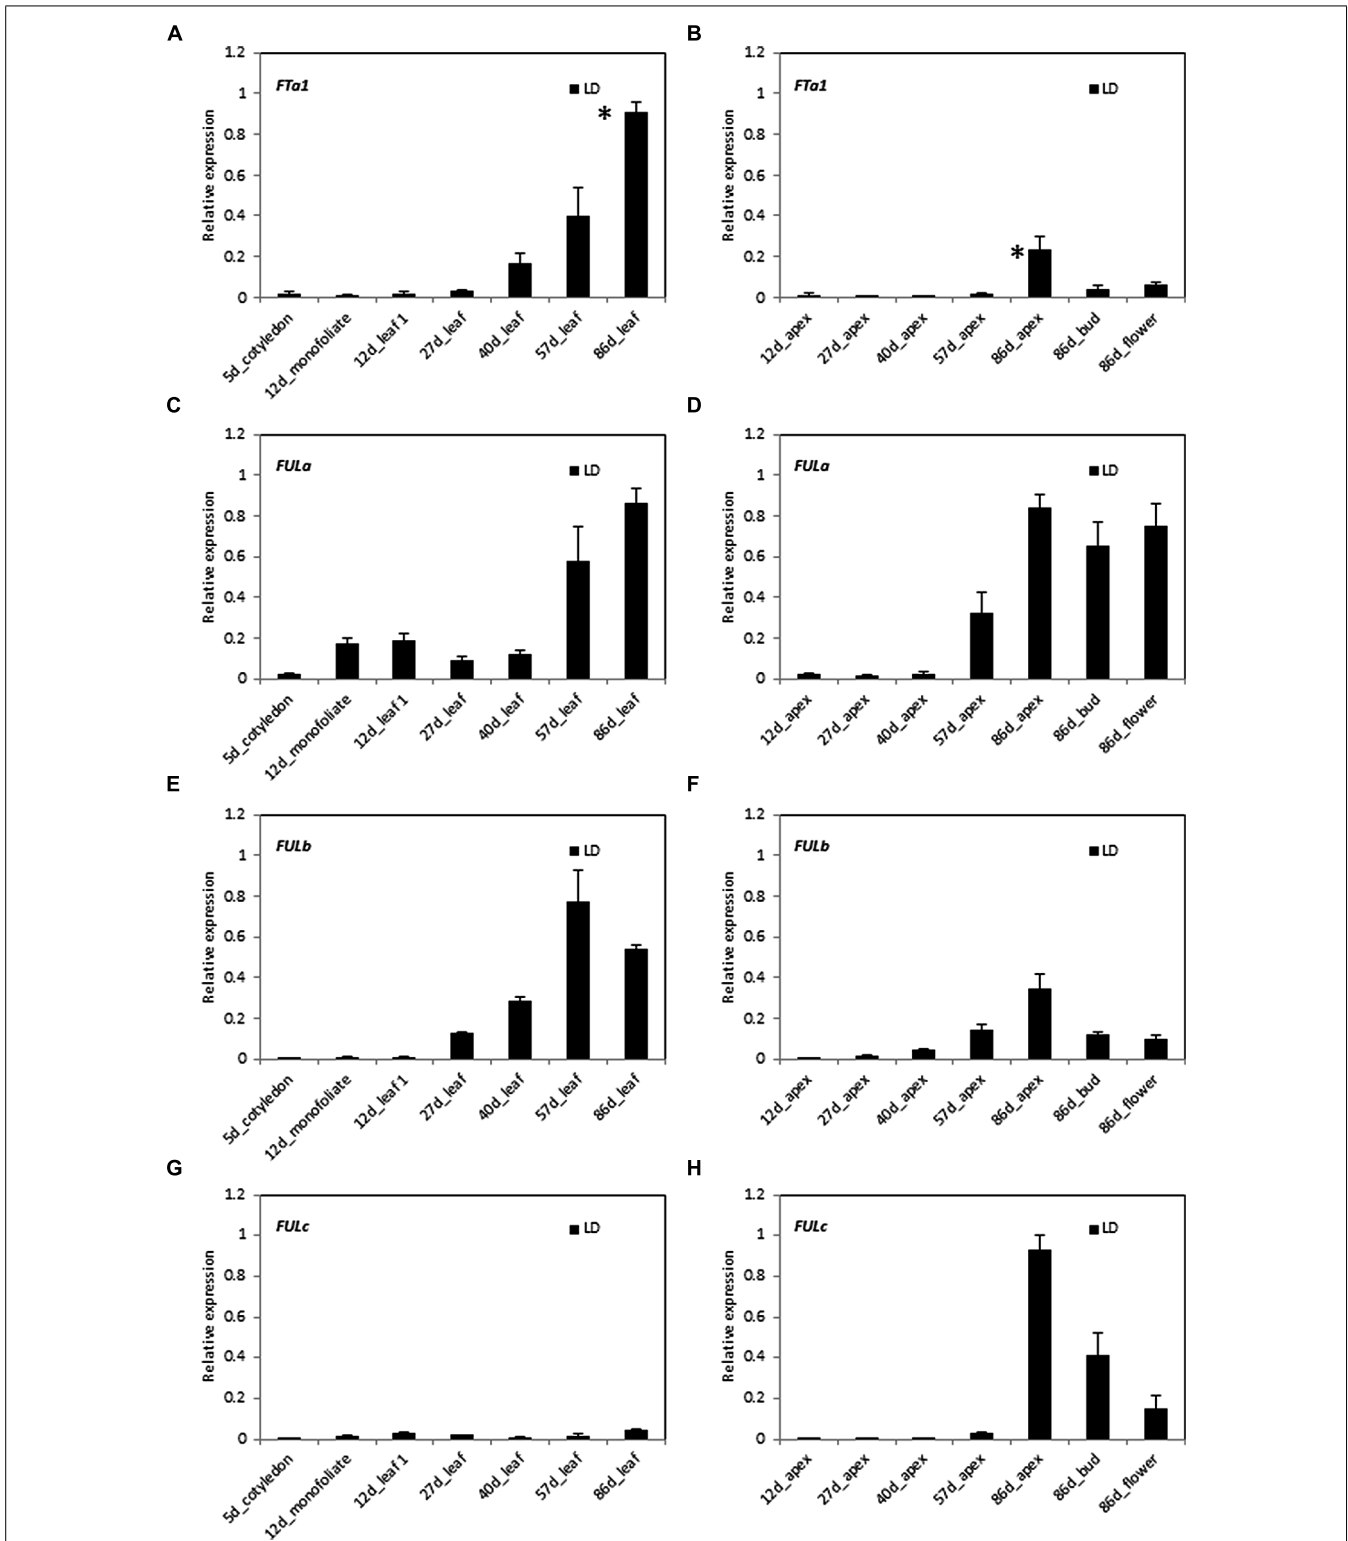 A
1.2
1
0.8
0.6
0.4
0.2
0
Relative expression
FTa1
LD
*
5d_cotyledon
12d_monofoliate
12d_leaf 1
27d_leaf
40d_leaf
57d_leaf
86d_leaf
B
1.2
1
0.8
0.6
0.4
0.2
0
Relative expression
FTa1
LD
*
12d_apex
27d_apex
40d_apex
57d_apex
86d_apex
86d_bud
86d_flower
C
1.2
1
0.8
0.6
0.4
0.2
0
Relative expression
FULa
LD
5d_cotyledon
12d_monofoliate
12d_leaf 1
27d_leaf
40d_leaf
57d_leaf
86d_leaf
D
1.2
1
0.8
0.6
0.4
0.2
0
Relative expression
FULa
LD
12d_apex
27d_apex
40d_apex
57d_apex
86d_apex
86d_bud
86d_flower
E
1.2
1
0.8
0.6
0.4
0.2
0
Relative expression
FULb
LD
5d_cotyledon
12d_monofoliate
12d_leaf 1
27d_leaf
40d_leaf
57d_leaf
86d_leaf
F
1.2
1
0.8
0.6
0.4
0.2
0
Relative expression
FULb
LD
12d_apex
27d_apex
40d_apex
57d_apex
86d_apex
86d_bud
86d_flower
G
1.2
1
0.8
0.6
0.4
0.2
0
Relative expression
FULc
LD
5d_cotyledon
12d_monofoliate
12d_leaf 1
27d_leaf
40d_leaf
57d_leaf
86d_leaf
H
1.2
1
0.8
0.6
0.4
0.2
0
Relative expression
FULc
LD
12d_apex
27d_apex
40d_apex
57d_apex
86d_apex
86d_bud
86d_flower